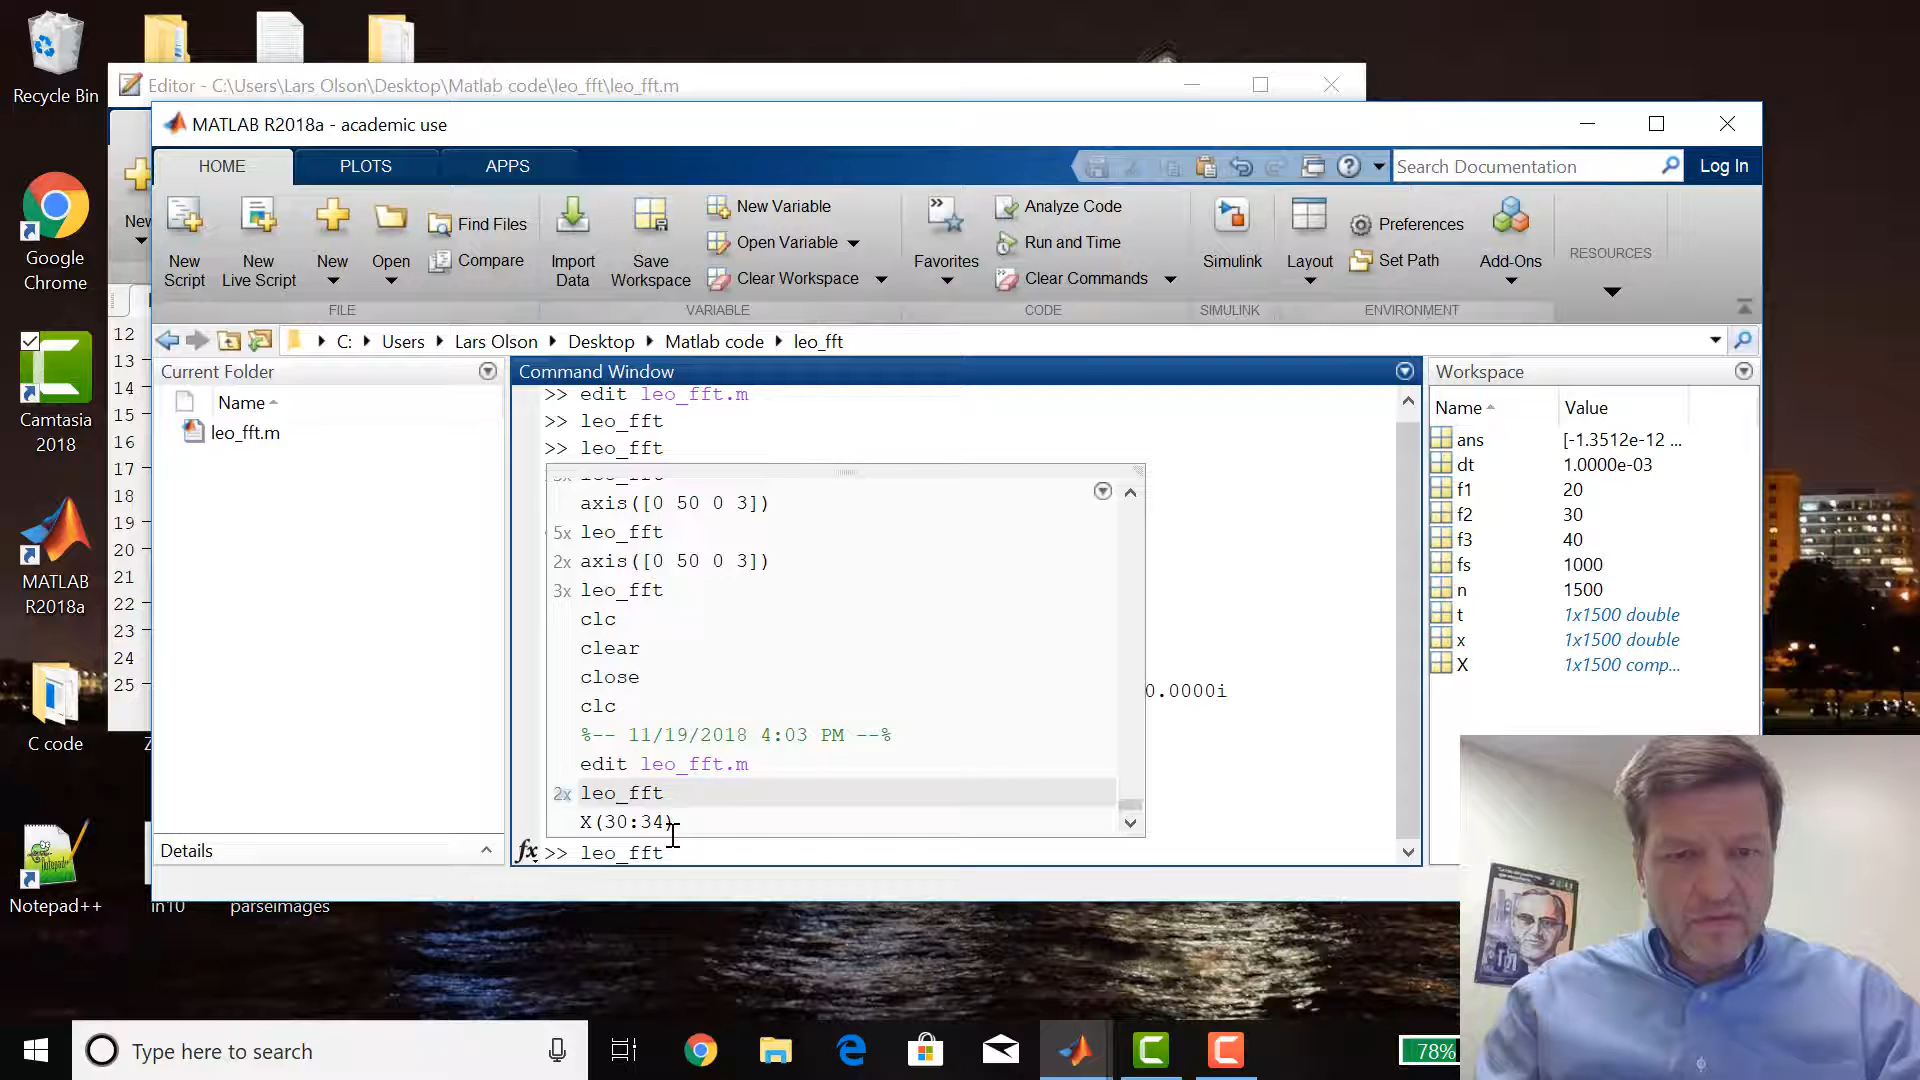 Recycle Bin
Editor - C:\Users\Lars Olson\Desktop\Matlab code\leo_fft\leo_fft.m
MATLAB R2018a - academic use
HOME
PLOTS
APPS
Search Documentation
Log In
New
New Script
New Live Script
New
Open
Find Files
Compare
Import Data
Save Workspace
New Variable
Open Variable
Clear Workspace
Favorites
Analyze Code
Run and Time
Clear Commands
Simulink
Layout
Preferences
Set Path
Add-Ons
RESOURCES
FILE
VARIABLE
CODE
SIMULINK
ENVIRONMENT
C:
Users
Lars Olson
Desktop
Matlab code
leo_fft
Google Chrome
Camtasia 2018
MATLAB R2018a
C code
Notepad++
in10
parseimages
12
13
14
15
16
17
18
19
20
21
22
23
24
25
Current Folder
Name
leo_fft.m
Details
Command Window
>> edit leo_fft.m
>> leo_fft
>> leo_fft
axis([0 50 0 3])
5x leo_fft
2x axis([0 50 0 3])
3x leo_fft
clc
clear
close
clc
%-- 11/19/2018 4:03 PM --%
edit leo_fft.m
2x leo_fft
X(30:34)
0.0000i
fx >> leo_fft
Workspace
Name Value
ans [-1.3512e-12 ...
dt 1.0000e-03
f1 20
f2 30
f3 40
fs 1000
n 1500
t 1x1500 double
x 1x1500 double
X 1x1500 comp...
Type here to search
78%